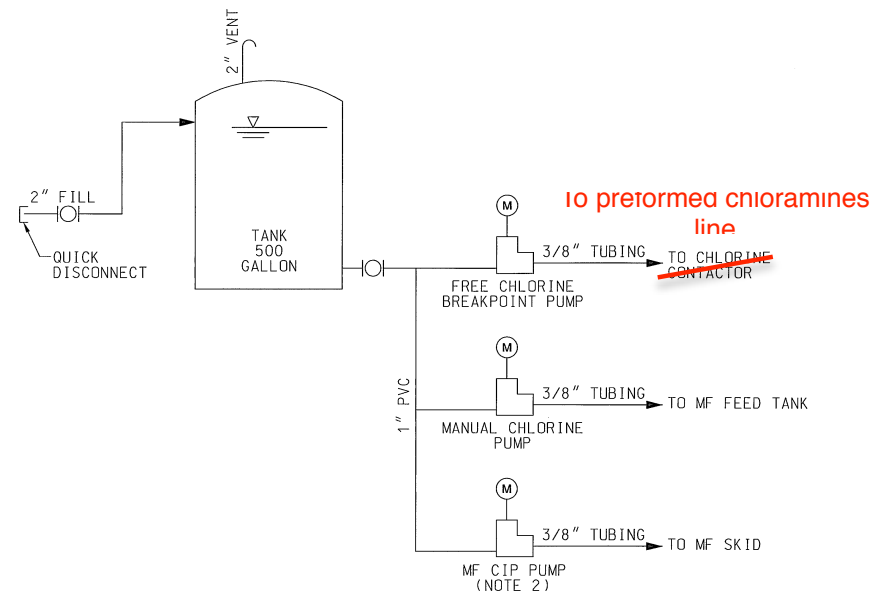 2" VENT
2" FILL
QUICK
DISCONNECT
TANK
500
GALLON
M
To preformed chloramines
line
3/8" TUBING
TO CHLORINE
CONTACTOR
FREE CHLORINE
BREAKPOINT PUMP
1" PVC
M
3/8" TUBING
TO MF FEED TANK
MANUAL CHLORINE
PUMP
M
3/8" TUBING
TO MF SKID
MF CIP PUMP
(NOTE 2)